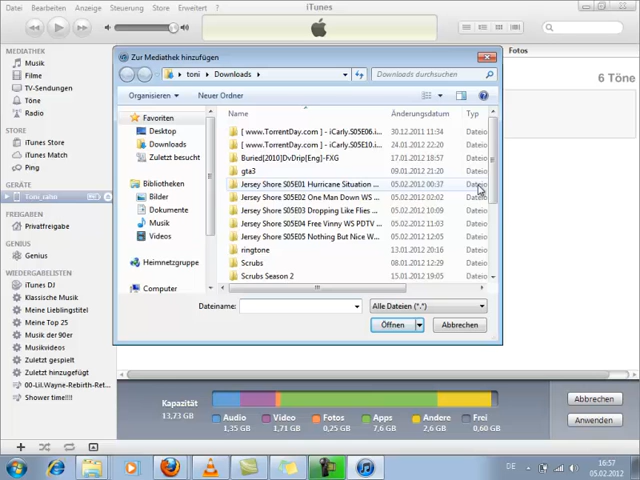 Datei Bearbeiten Anzeige Steuerung Store Erweitert Hilfe
iTunes
MEDIATHEK
Musik
Filme
TV-Sendungen
Töne
Radio
STORE
iTunes Store
iTunes Match
Ping
GERÄTE
FREIGABEN
Privatfreigabe
GENIUS
Genius
WIEDERGABELISTEN
iTunes DJ
Klassische Musik
Meine Lieblingstitel
Meine Top 25
Musik der 90er
Musikvideos
Zuletzt gespielt
Zuletzt hinzugefügt
00-Lil.Wayne-Rebirth-Ret...
Shower time!!!!
Fotos
6 Töne
Zur Mediathek hinzufügen
toni Downloads
Downloads durchsuchen
Organisieren
Neuer Ordner
Favoriten
Desktop
Downloads
Zuletzt besucht
Bibliotheken
Bilder
Dokumente
Musik
Videos
Heimnetzgruppe
Computer
Name Änderungsdatum Typ
[ www.TorrentDay.com ] - iCarly.S05E06.i... 30.12.2011 11:34 Dateio
[ www.TorrentDay.com ] - iCarly.S05E10.i... 24.01.2012 22:20 Dateio
Buried[2010]DvDrip[Eng]-FXG 17.01.2012 18:57 Dateio
gta3 09.01.2012 21:20 Dateio
Jersey Shore S05E01 Hurricane Situation ... 05.02.2012 00:37 Dateio
Jersey Shore S05E02 One Man Down WS ... 05.02.2012 02:02 Dateio
Jersey Shore S05E03 Dropping Like Flies ... 05.02.2012 02:10 Dateio
Jersey Shore S05E04 Free Vinny WS PDTV ... 05.02.2012 03:03 Dateio
Jersey Shore S05E05 Nothing But Nice W... 05.02.2012 02:10 Dateio
ringtone 13.01.2012 20:16 Dateio
Scrubs 08.01.2012 12:29 Dateio
Scrubs Season 2 15.01.2012 19:05 Dateio
Dateiname:
Alle Dateien (*.*)
Öffnen
Abbrechen
Kapazität
13,73 GB
Audio Video Fotos Apps Andere Frei
1,35 GB 1,71 GB 0,25 GB 7,6 GB 2,6 GB 0,60 GB
Abbrechen
Anwenden
DE
16:57
05.02.2012